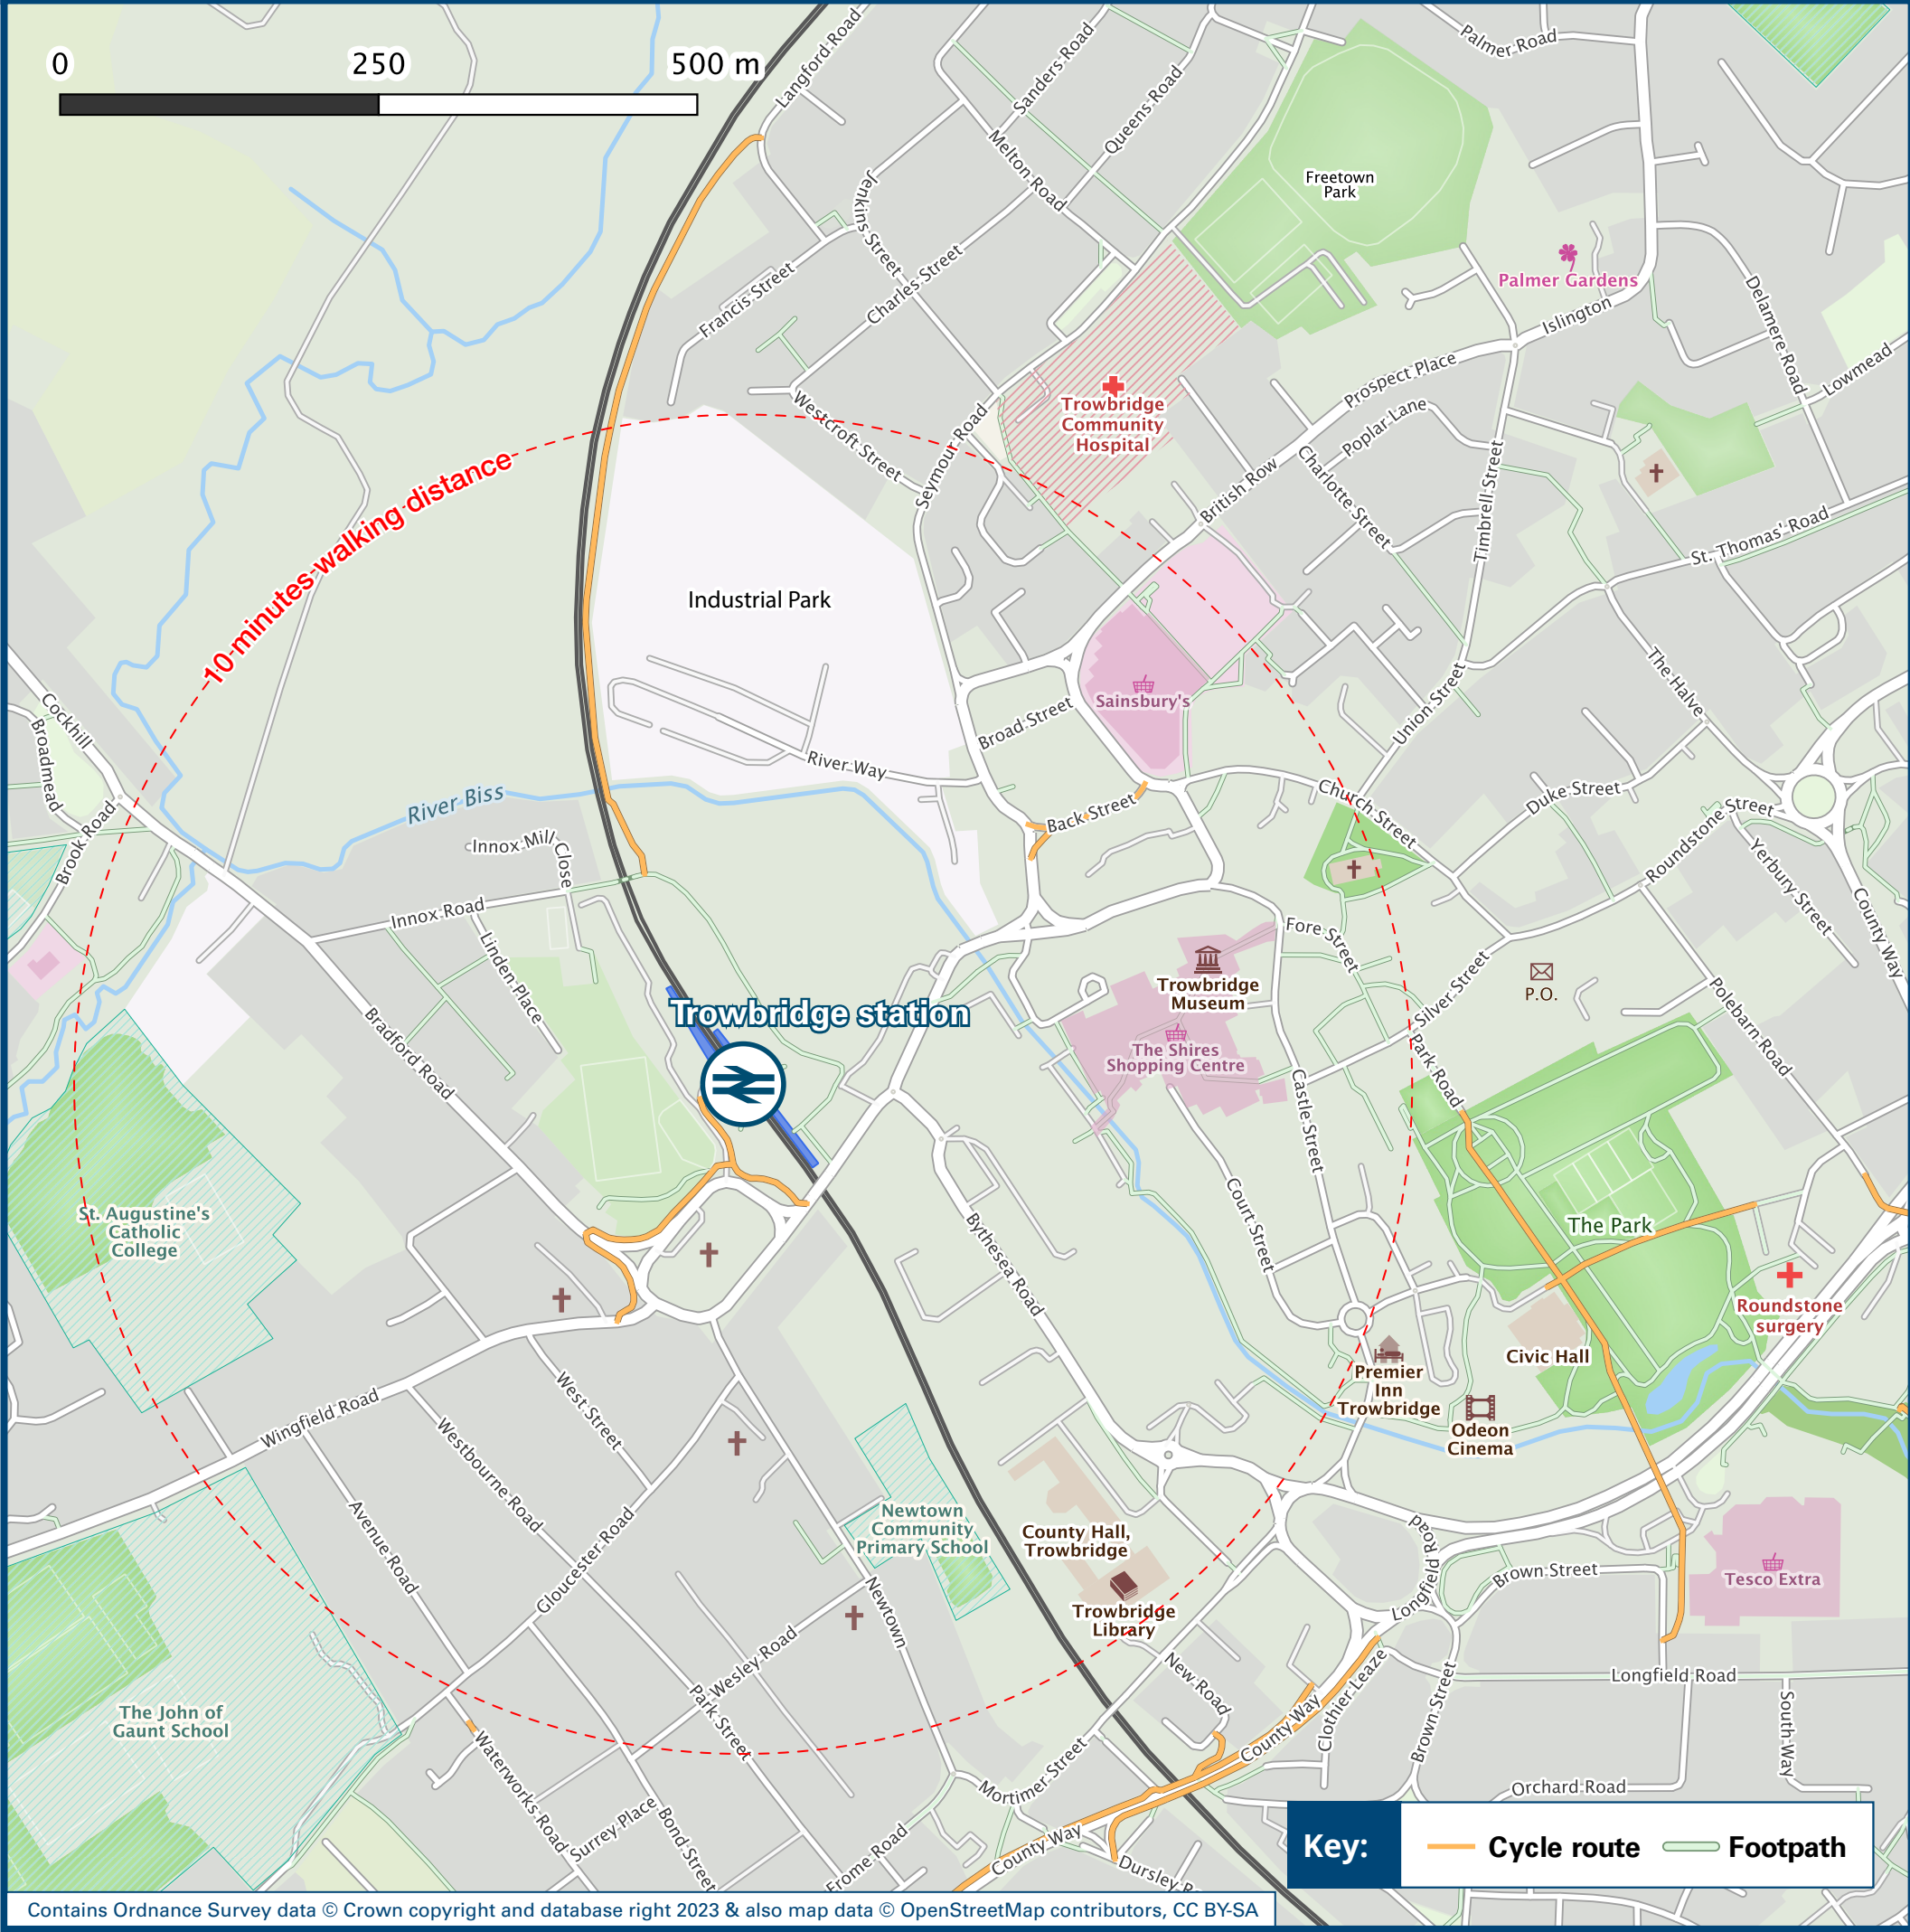 0
250
500 m
Langford Road
Sanders Road
Queens Road
Palmer Road
Melton Road
Freetown
Park
Jenkins Street
Charles Street
Francis Street
Palmer Gardens
Islington
Delamere Road
Lowmead
Prospect Place
Poplar Lane
Trowbridge
Community
Hospital
Westcroft Street
Seymour Road
British Row
Charlotte Street
Timbrell Street
St. Thomas' Road
10 minutes walking distance
Industrial Park
Sainsbury's
Broad Street
Union Street
The Halve
Cockhill
Broadmead
Brook Road
River Biss
River Way
Back Street
Church Street
Duke Street
Roundstone Street
Yerbury Street
County Way
Innox Mill Close
Innox Road
Linden Place
Fore Street
Trowbridge
Museum
Silver Street
P.O.
Polebarn Road
Trowbridge station
The Shires
Shopping Centre
Park Road
Bradford Road
Castle Street
Court Street
St. Augustine's
Catholic
College
The Park
Bythesea Road
Roundstone
surgery
Civic Hall
Premier
Inn
Trowbridge
Odeon
Cinema
Wingfield Road
West Street
Westbourne Road
Avenue Road
Gloucester Road
Newtown
Community
Primary School
County Hall,
Trowbridge
Trowbridge
Library
Longfield Road
Brown Street
Tesco Extra
Newtown
Wesley Road
Park Street
New Road
Clothier Leaze
County Way
Brown Street
Longfield Road
South Way
The John of
Gaunt School
Waterworks Road
Surrey Place
Bond Street
Mortimer Street
Orchard Road
Frome Road
County Way
Dursley R
Key:
Cycle route
Footpath
Contains Ordnance Survey data © Crown copyright and database right 2023 & also map data © OpenStreetMap contributors, CC BY-SA